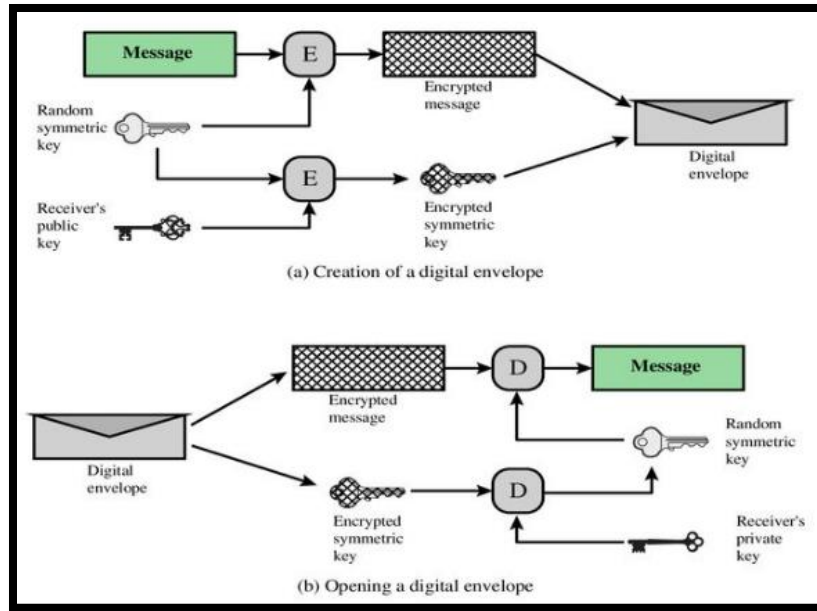 Message
E
Encrypted
message
Random
symmetric
key
Digital
envelope
E
Receiver's
public
key
Encrypted
symmetric
key
(a) Creation of a digital envelope
D
Message
Encrypted
message
Random
symmetric
key
Digital
envelope
D
Encrypted
symmetric
key
Receiver's
private
key
(b) Opening a digital envelope